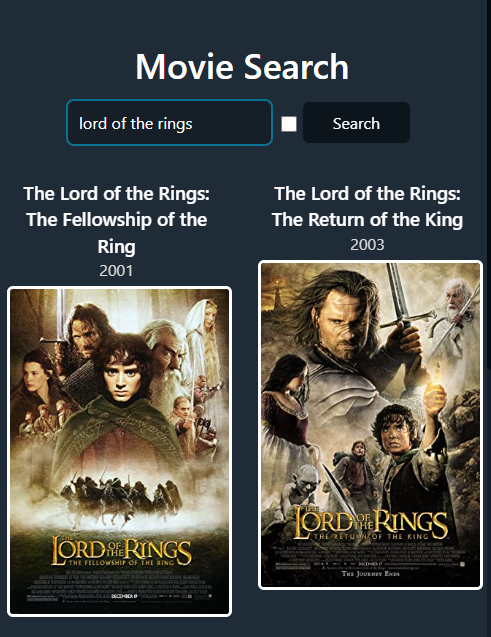 Movie Search
lord of the rings
Search
The Lord of the Rings:
The Fellowship of the
Ring
2001
THE
LORD OF THE RINGS
THE FELLOWSHIP OF THE RING
DECEMBER 19
The Lord of the Rings:
The Return of the King
2003
THE
LORD OF THE RINGS
THE RETURN OF THE KING
DECEMBER 17
THE JOURNEY ENDS